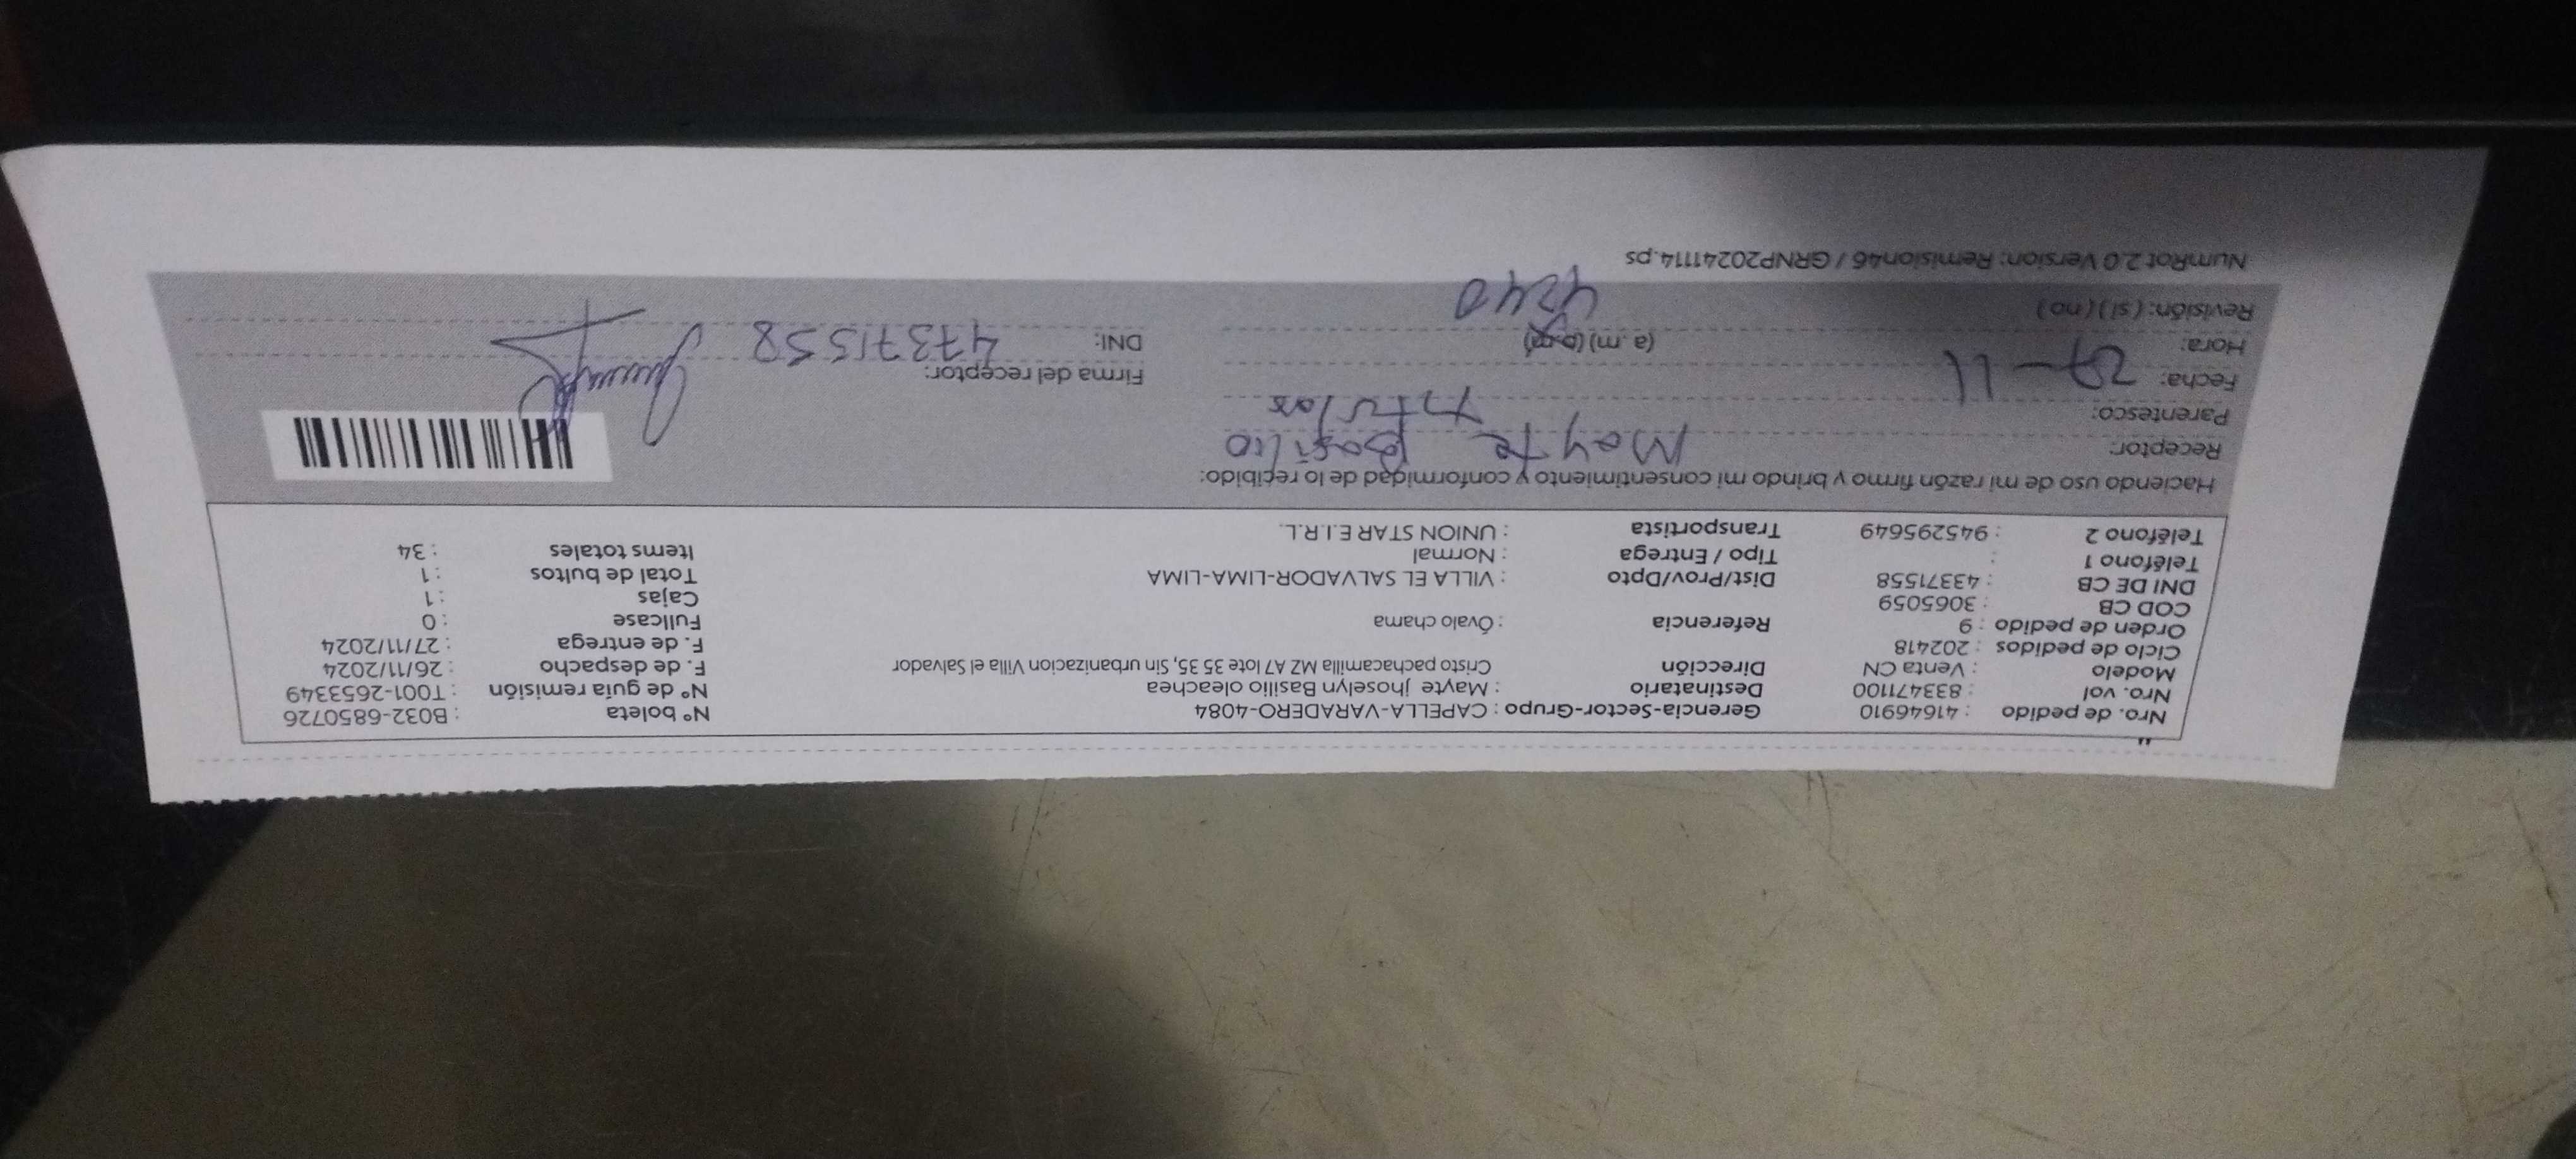 Nro. de pedido : 41646910 Gerencia-Sector-Grupo : CAPELLA-VARADERO-4084 N° boleta : B032-6850726
Nro. vol : 833471100 Destinatario : Mayte jhoselyn Basilio oleachea N° de guía remisión : T001-2653349
Modelo : Venta CN Dirección Cristo pachacamilla MZ A7 lote 35 35, Sin urbanizacion Villa el Salvador F. de despacho : 26/11/2024
Ciclo de pedidos : 202418 F. de entrega : 27/11/2024
Orden de pedido : 9 Referencia : Óvalo chama Fullcase : 0
COD CB : 3065059 Cajas : 1
DNI DE CB : 43371558 Dist/Prov/Dpto : VILLA EL SALVADOR-LIMA-LIMA Total de bultos : 1
Teléfono 1 : Tipo / Entrega : Normal Items totales : 34
Teléfono 2 : 945295649 Transportista : UNION STAR E.I.R.L.
Haciendo uso de mi razón firmo y brindo mi consentimiento y conformidad de lo recibido:
Receptor: Mayte Basilio
Parentesco: titular
Fecha: 27-11 Firma del receptor:
Hora: (a.m) (p.m) DNI: 47371558
Revisión: (si) (no) 4240
NumRot 2.0 Version: Remision46 / GRNP20241114.ps